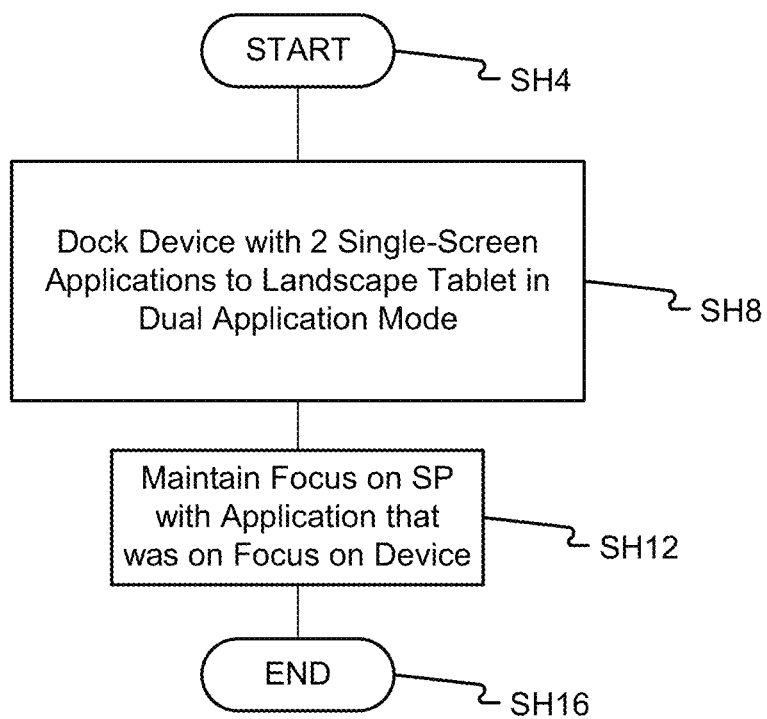 START
SH4
Dock Device with 2 Single-Screen
Applications to Landscape Tablet in
Dual Application Mode
SH8
Maintain Focus on SP
with Application that
was on Focus on Device
SH12
END
SH16